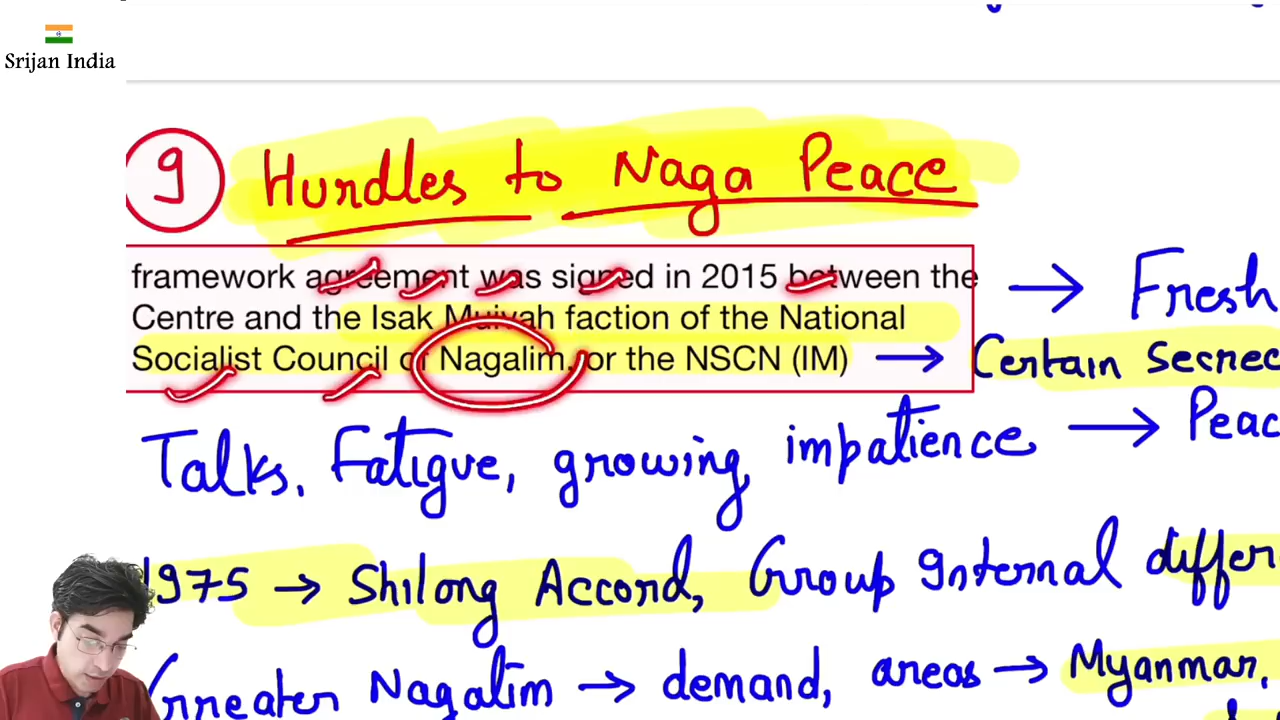 Srijan India
9 Hurdles to Naga Peace
framework agreement was signed in 2015 between the
Centre and the Isak Muivah faction of the National
Socialist Council of Nagalim, or the NSCN (IM)
→ Fresh
→ Certain secrec
Talks, Fatigue, growing, impatience → Peac
1975 → Shilong Accord, Group Internal differ
Greater Nagalim → demand, areas → Myanmar,